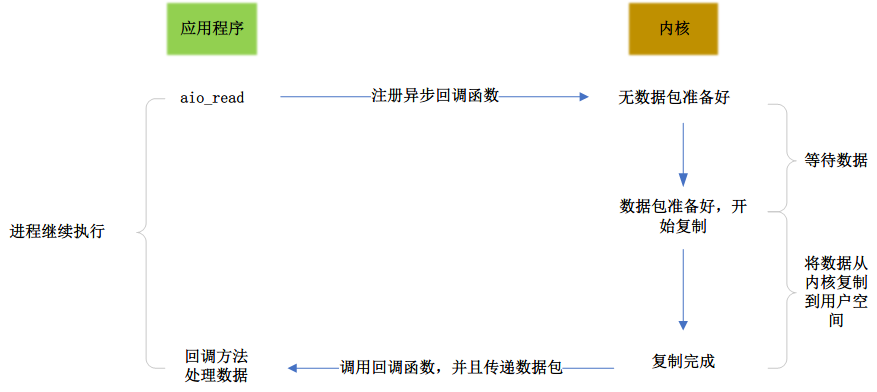 应用程序
内核
aio_read
注册异步回调函数
无数据包准备好
等待数据
数据包准备好，开
始复制
进程继续执行
将数据从
内核复制
到用户空
间
回调方法
处理数据
调用回调函数，并且传递数据包
复制完成